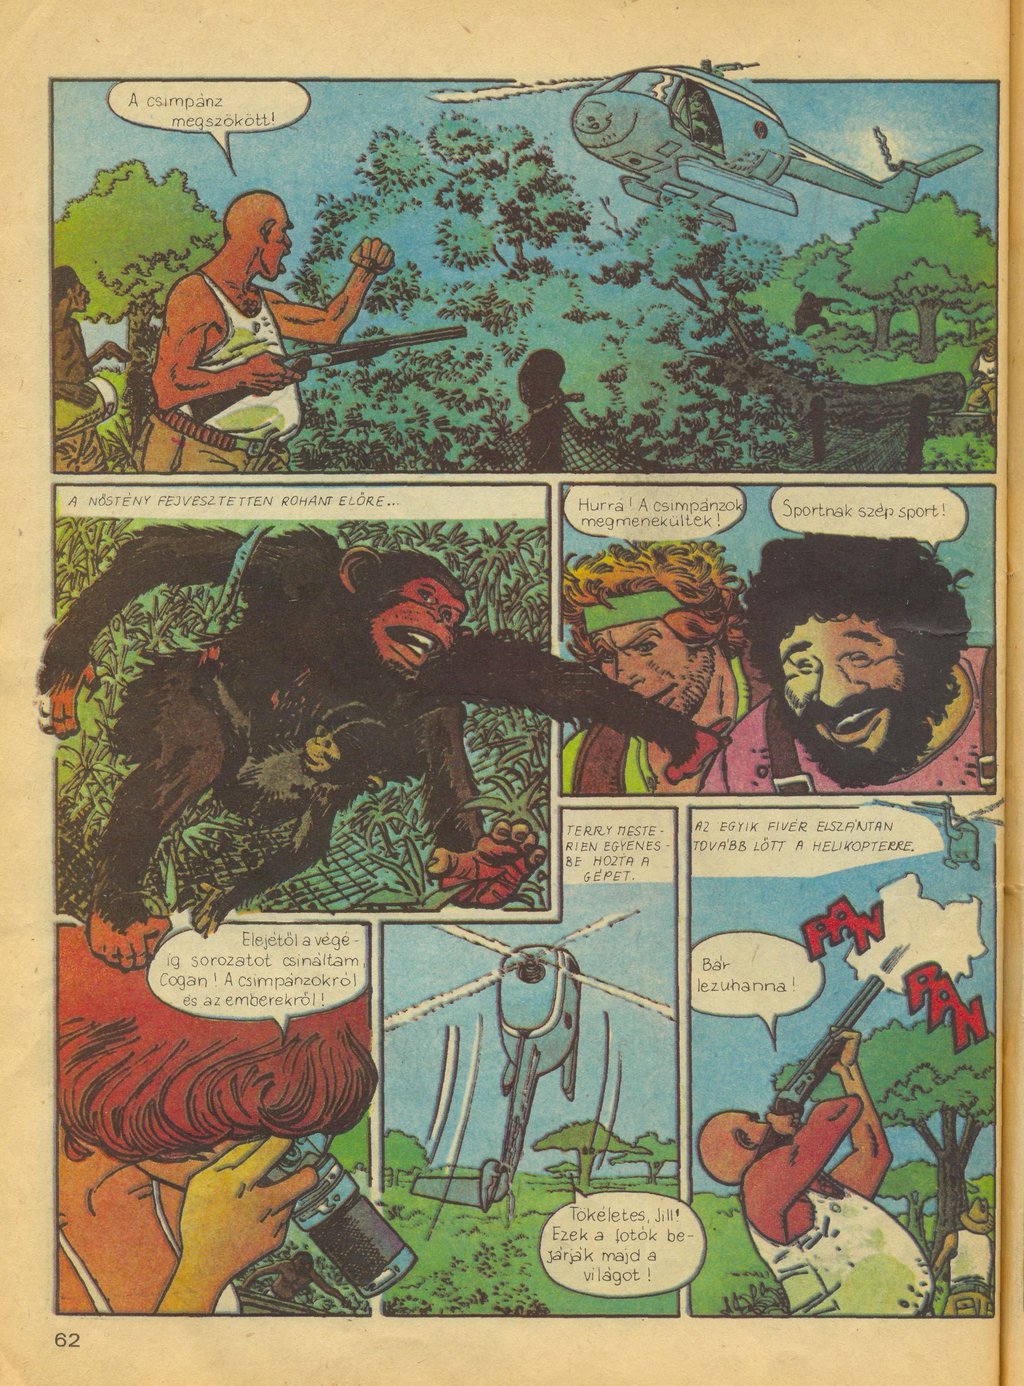 A csimpánz
megszökött!
A NŐSTÉNY FEJVESZTETTEN ROHANT ELŐRE...
Hurrá! A csimpánzok
megmenekültek!
Sportnak szép sport!
Elejétől a végé-
ig sorozatot csináltam,
Cogan! A csimpánzokról
és az emberekről!
TERRY MESTE-
RIEN EGYENES-
BE HOZTA A
GÉPET.
Tökéletes, Jill!
Ezek a fotók be-
járják majd a
világot!
AZ EGYIK FIVÉR ELSZÁNTAN
TOVÁBB LŐTT A HELIKOPTERRE.
PAN
PAN
Bár
lezuhanna!
62